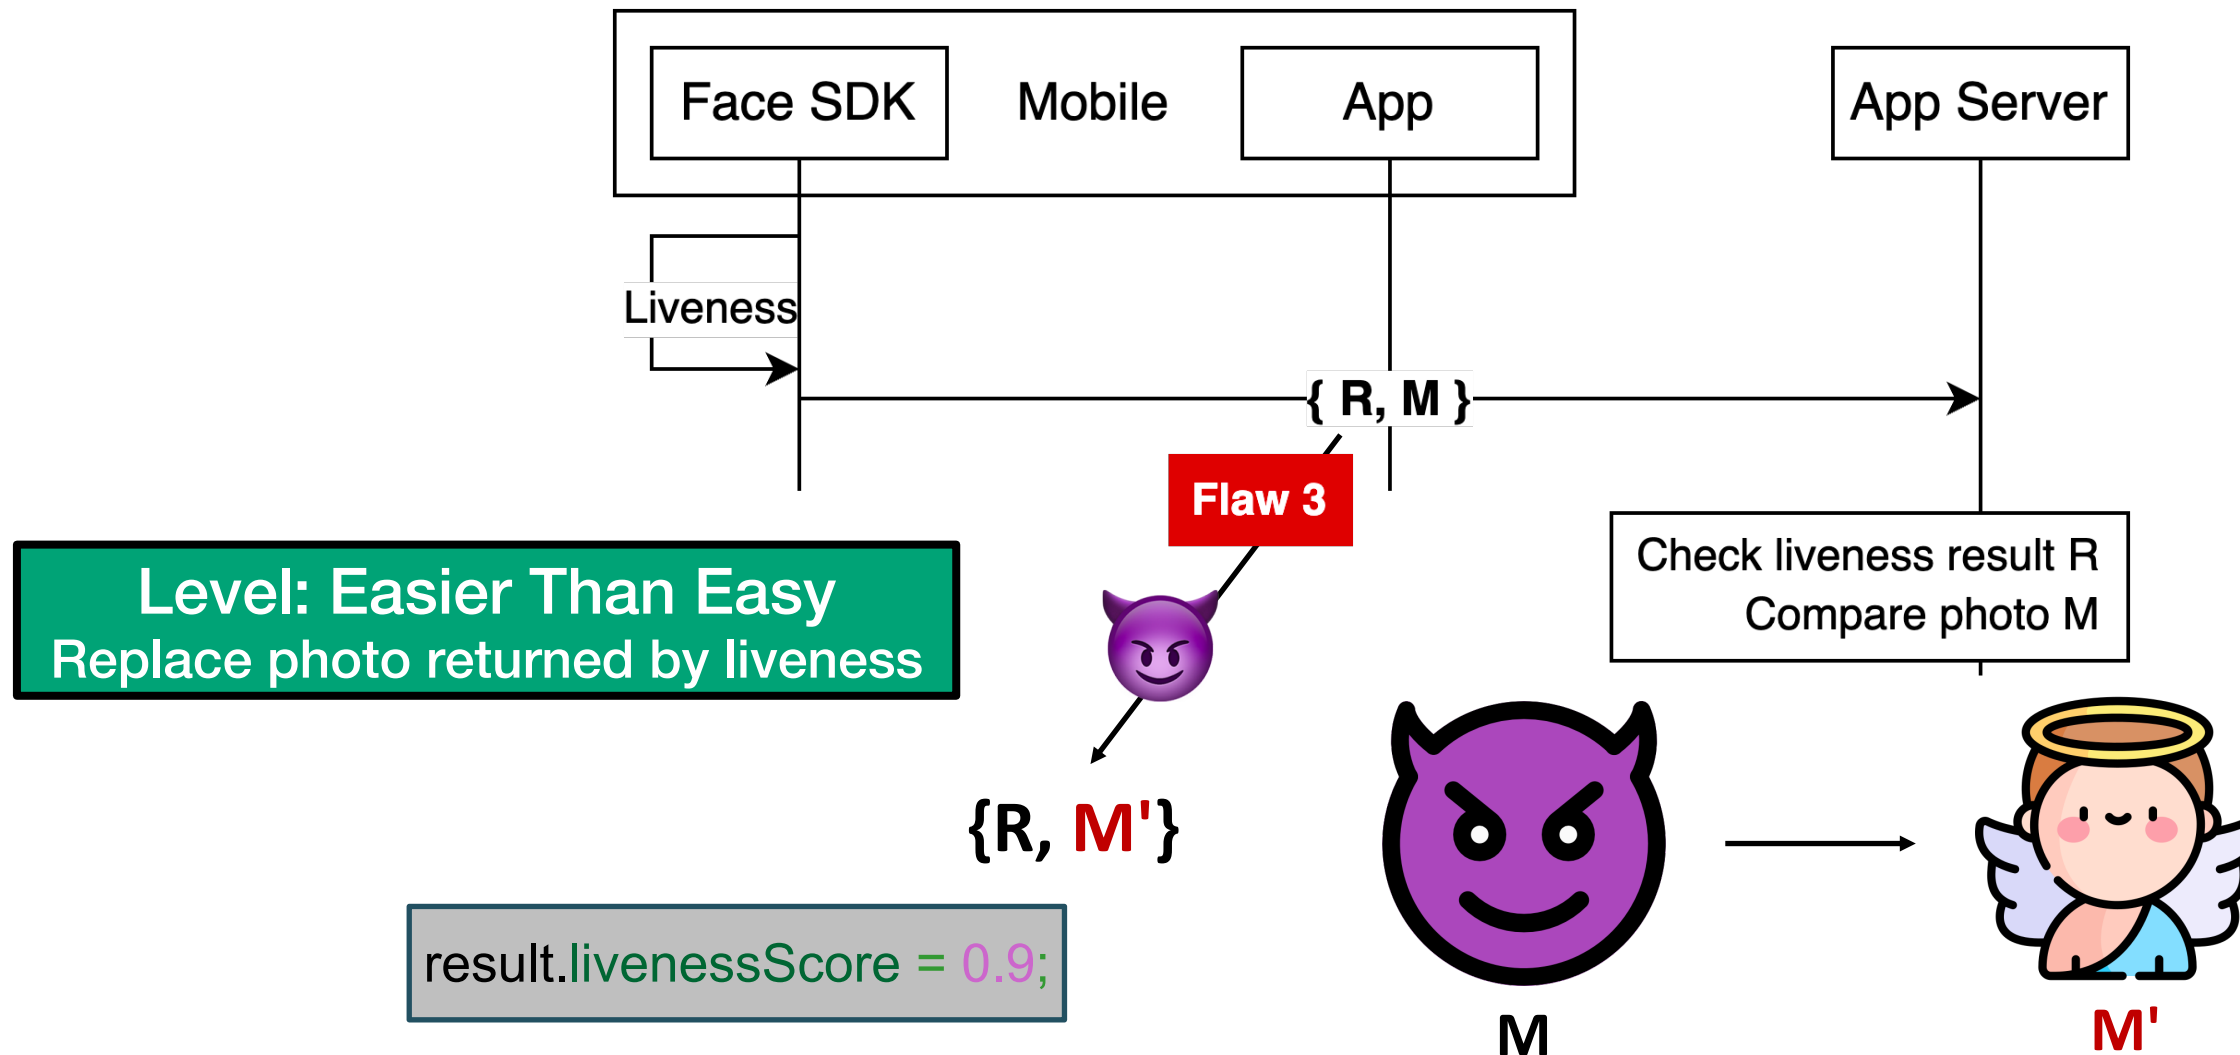 Face SDK
Mobile
App
App Server
Liveness
{ R, M }
Flaw 3
Level: Easier Than Easy
Replace photo returned by liveness
Check liveness result R
Compare photo M
{R, M'}
result.livenessScore = 0.9;
M
M'